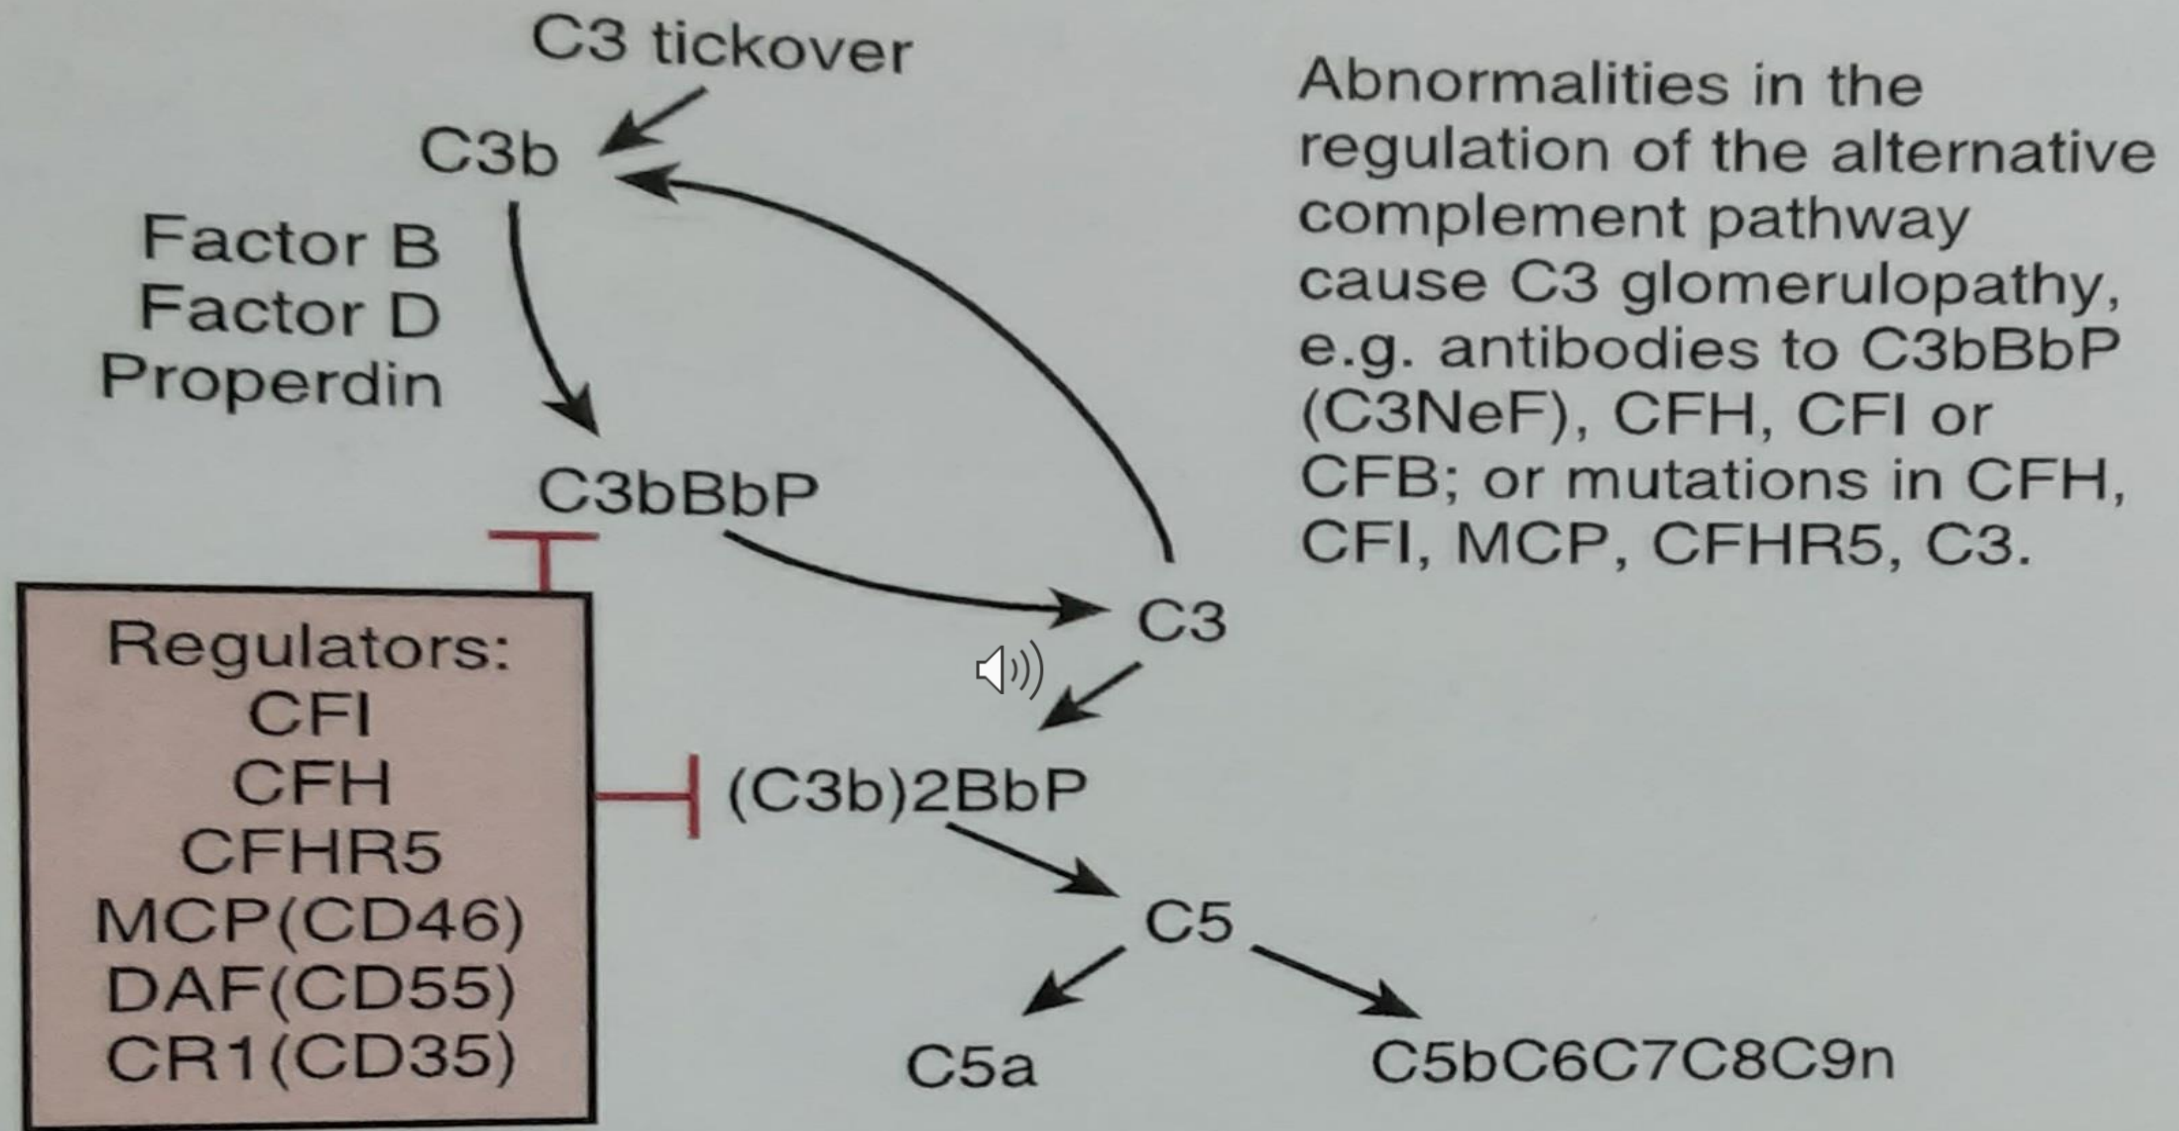 C3 tickover
C3b
Factor B
Factor D
Properdin
C3bBbP
C3
(C3b)2BbP
C5
C5a
C5bC6C7C8C9n
Regulators:
CFI
CFH
CFHR5
MCP(CD46)
DAF(CD55)
CR1(CD35)
Abnormalities in the
regulation of the alternative
complement pathway
cause C3 glomerulopathy,
e.g. antibodies to C3bBbP
(C3NeF), CFH, CFI or
CFB; or mutations in CFH,
CFI, MCP, CFHR5, C3.